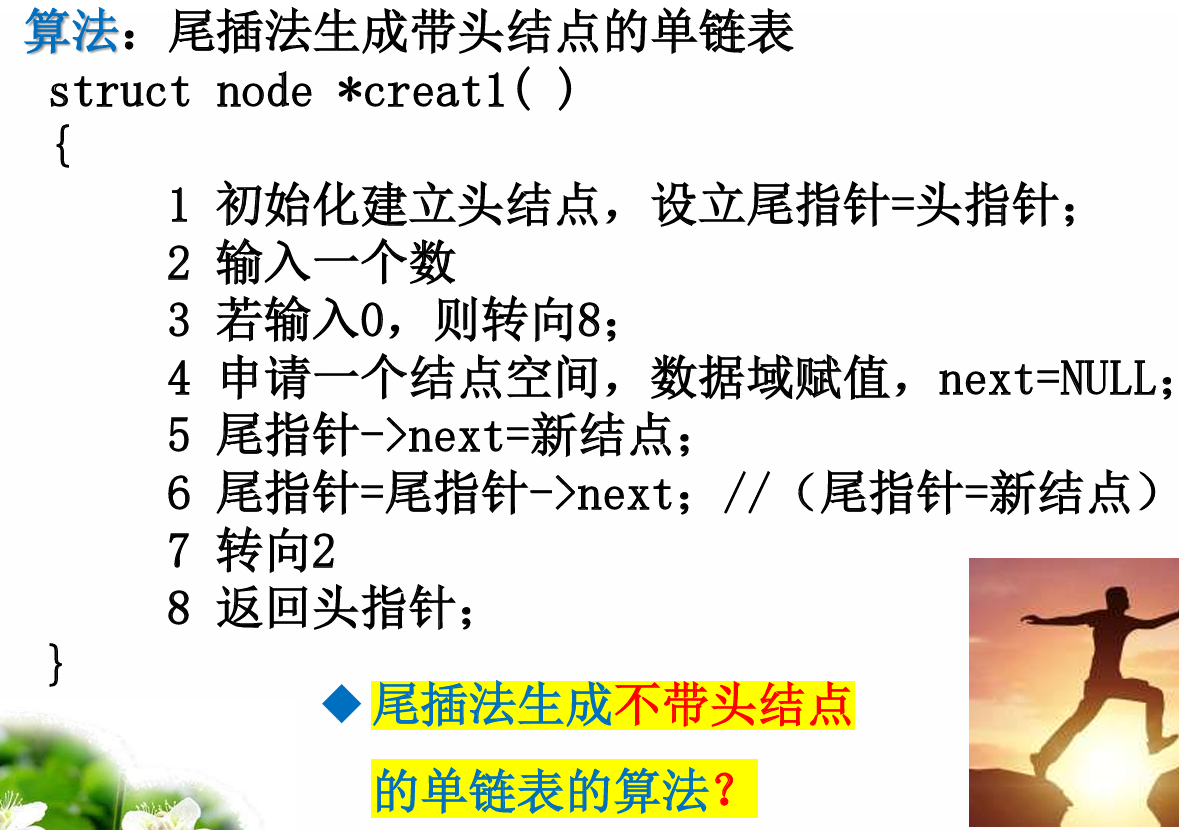 算法：尾插法生成带头结点的单链表
struct node *creat1( )
{
1 初始化建立头结点，设立尾指针=头指针；
2 输入一个数
3 若输入0，则转向8；
4 申请一个结点空间，数据域赋值，next=NULL；
5 尾指针->next=新结点；
6 尾指针=尾指针->next；//（尾指针=新结点）
7 转向2
8 返回头指针；
}
◆ 尾插法生成不带头结点
的单链表的算法？